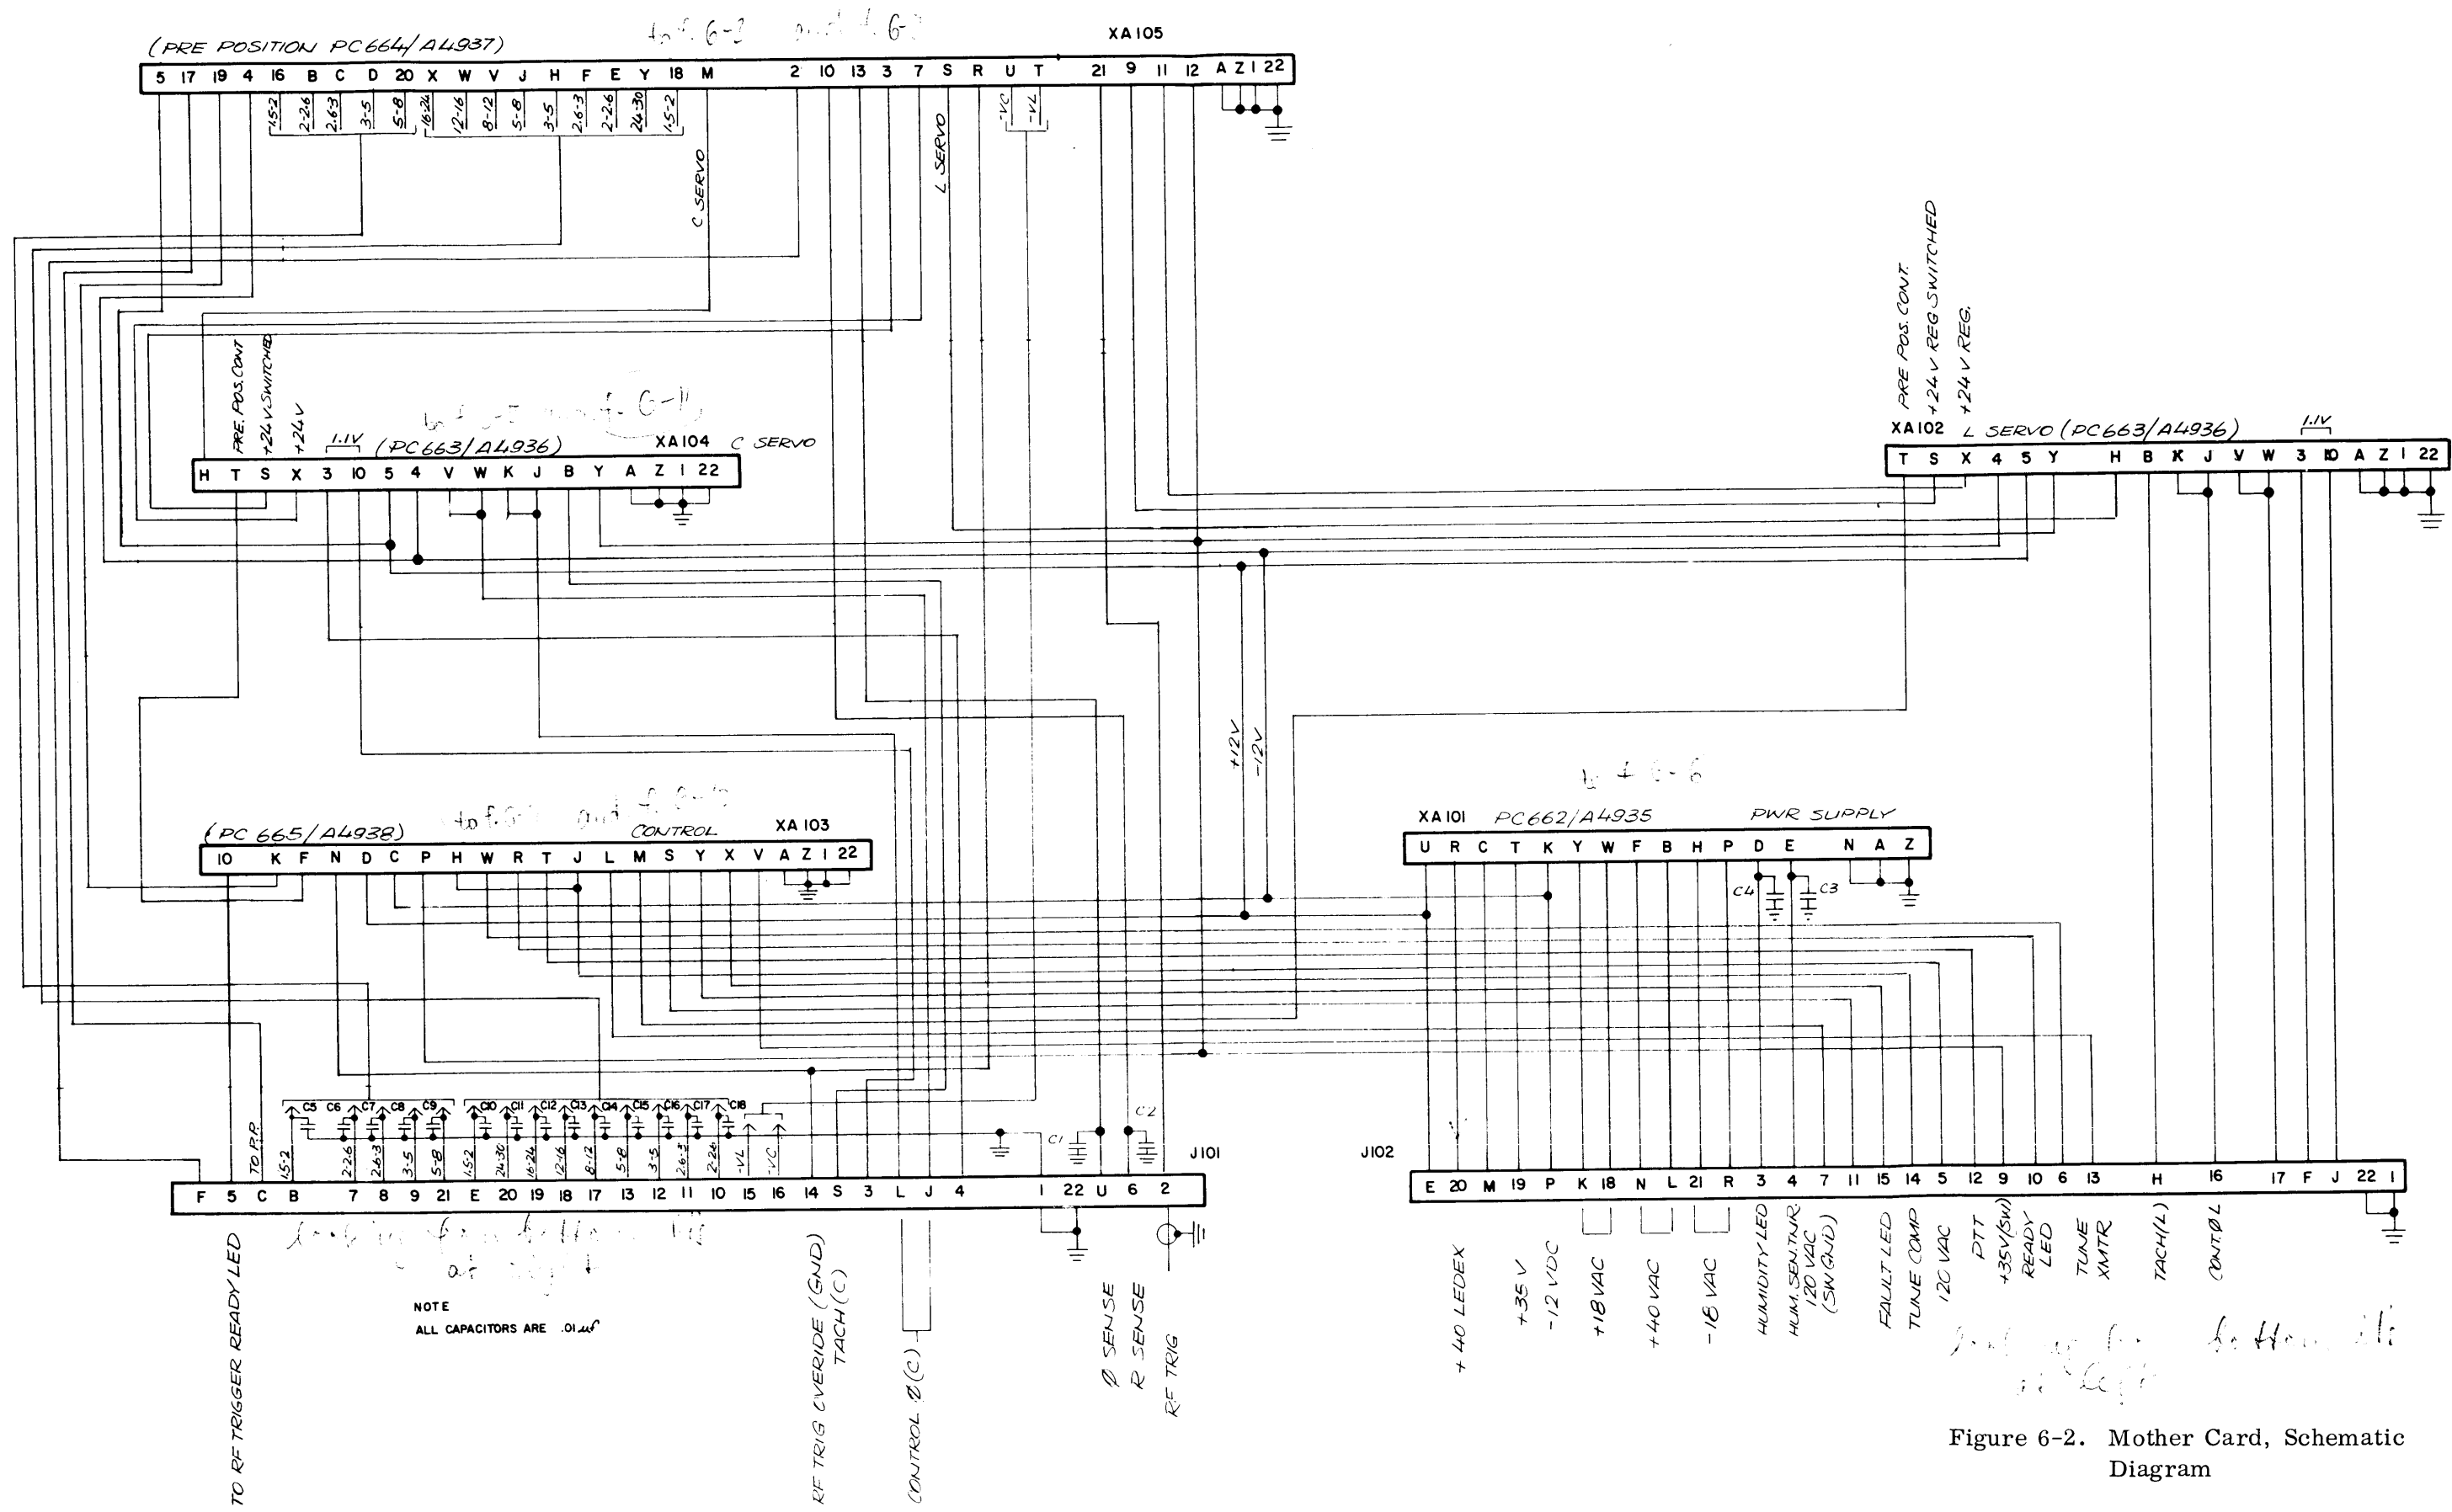 (PRE POSITION PC664/A4937)
XA105
5 17 19 4 16 B C D 20 X W V J H F E Y 18 M 2 10 13 3 7 S R U T 21 9 11 12 A Z 1 22
1.5-2 2-2.6 2.6-3 3-5 5-8 16-24 12-16 8-12 5-8 3-5 2.6-3 2-2.6 24-30 1.5-2
C SERVO
L SERVO
-VC
-VL
PRE. POS. CONT
+24V SWITCHED
+24V
1.1V
(PC663/A4936)
XA104 C SERVO
H T S X 3 10 5 4 V W K J B Y A Z 1 22
PRE POS. CONT.
+24V REG SWITCHED
+24V REG.
XA102 L SERVO (PC663/A4936)
1.1V
T S X 4 5 Y H B K J V W 3 10 A Z 1 22
+12V
-12V
(PC 665/A4938)
CONTROL
XA103
10 K F N D C P H W R T J L M S Y X V A Z 1 22
XA101 PC662/A4935 PWR SUPPLY
U R C T K Y W F B H P D E N A Z
C4
C3
C5 C6 C7 C8 C9 C10 C11 C12 C13 C14 C15 C16 C17 C18
C1
C2
TO P.P.
1.5-2 2-2.6 2.6-3 3-5 5-8 1.5-2 24-30 16-24 12-16 8-12 5-8 3-5 2.6-3 2-2.6 -VL -VC
J101
F 5 C B 7 8 9 21 E 20 19 18 17 13 12 11 10 15 16 14 S 3 L J 4 1 22 U 6 2
J102
E 20 M 19 P K 18 N L 21 R 3 4 7 11 15 14 5 12 9 10 6 13 H 16 17 F J 22 1
TO RF TRIGGER READY LED
RF TRIG OVERIDE (GND)
TACH (C)
CONTROL Ø (C)
Ø SENSE
R SENSE
RF TRIG
+40 LEDEX
+35 V
-12 VDC
+18VAC
+40VAC
-18 VAC
HUMIDITY LED
HUM. SEN. TNR.
120 VAC
(SW GND)
FAULT LED
TUNE COMP
120 VAC
PTT
+35V(SW)
READY
LED
TUNE
XMTR
TACH(L)
CONT Ø L
NOTE
ALL CAPACITORS ARE .01 uf
Figure 6-2. Mother Card, Schematic
Diagram